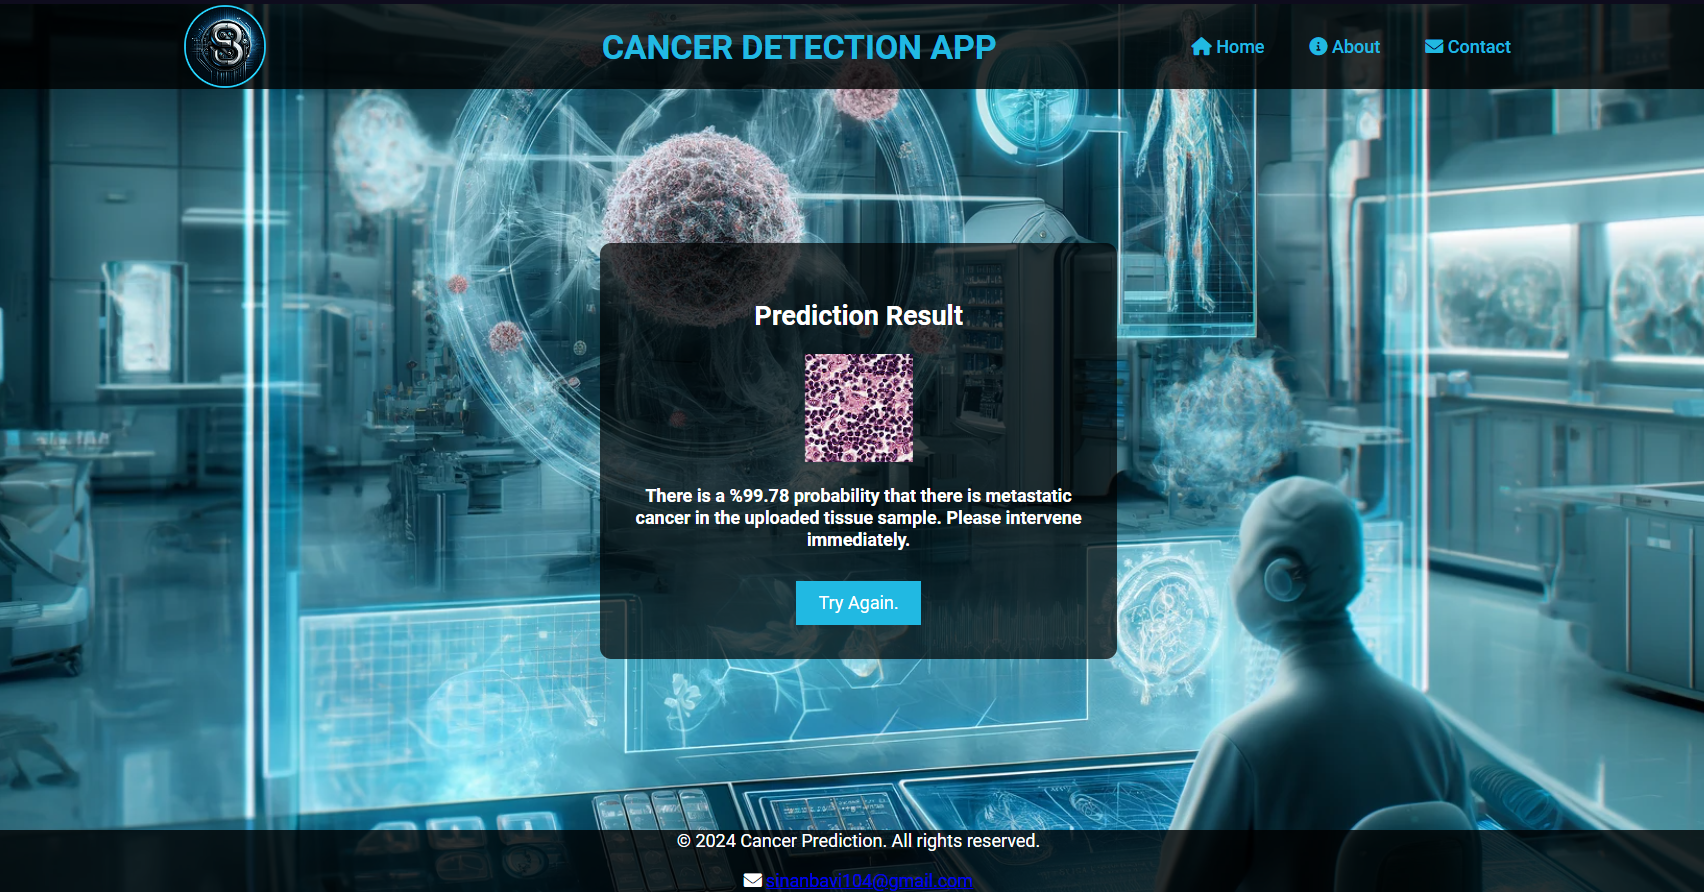 CANCER DETECTION APP
Home
About
Contact
Prediction Result
There is a %99.78 probability that there is metastatic
cancer in the uploaded tissue sample. Please intervene
immediately.
Try Again.
© 2024 Cancer Prediction. All rights reserved.
sinanbayi104@gmail.com